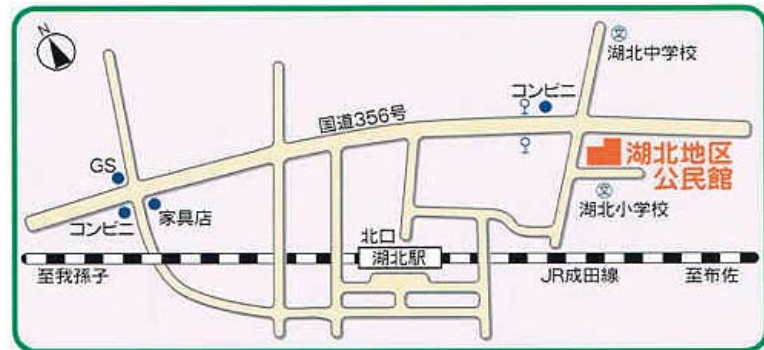 N
文
湖北中学校
コンビニ
国道356号
湖北地区
公民館
GS
文
湖北小学校
コンビニ
家具店
北口
湖北駅
至我孫子
JR成田線
至布佐